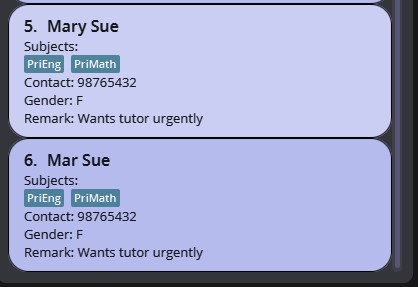 5. Mary Sue
Subjects:
PriEng PriMath
Contact: 98765432
Gender: F
Remark: Wants tutor urgently
6. Mar Sue
Subjects:
PriEng PriMath
Contact: 98765432
Gender: F
Remark: Wants tutor urgently